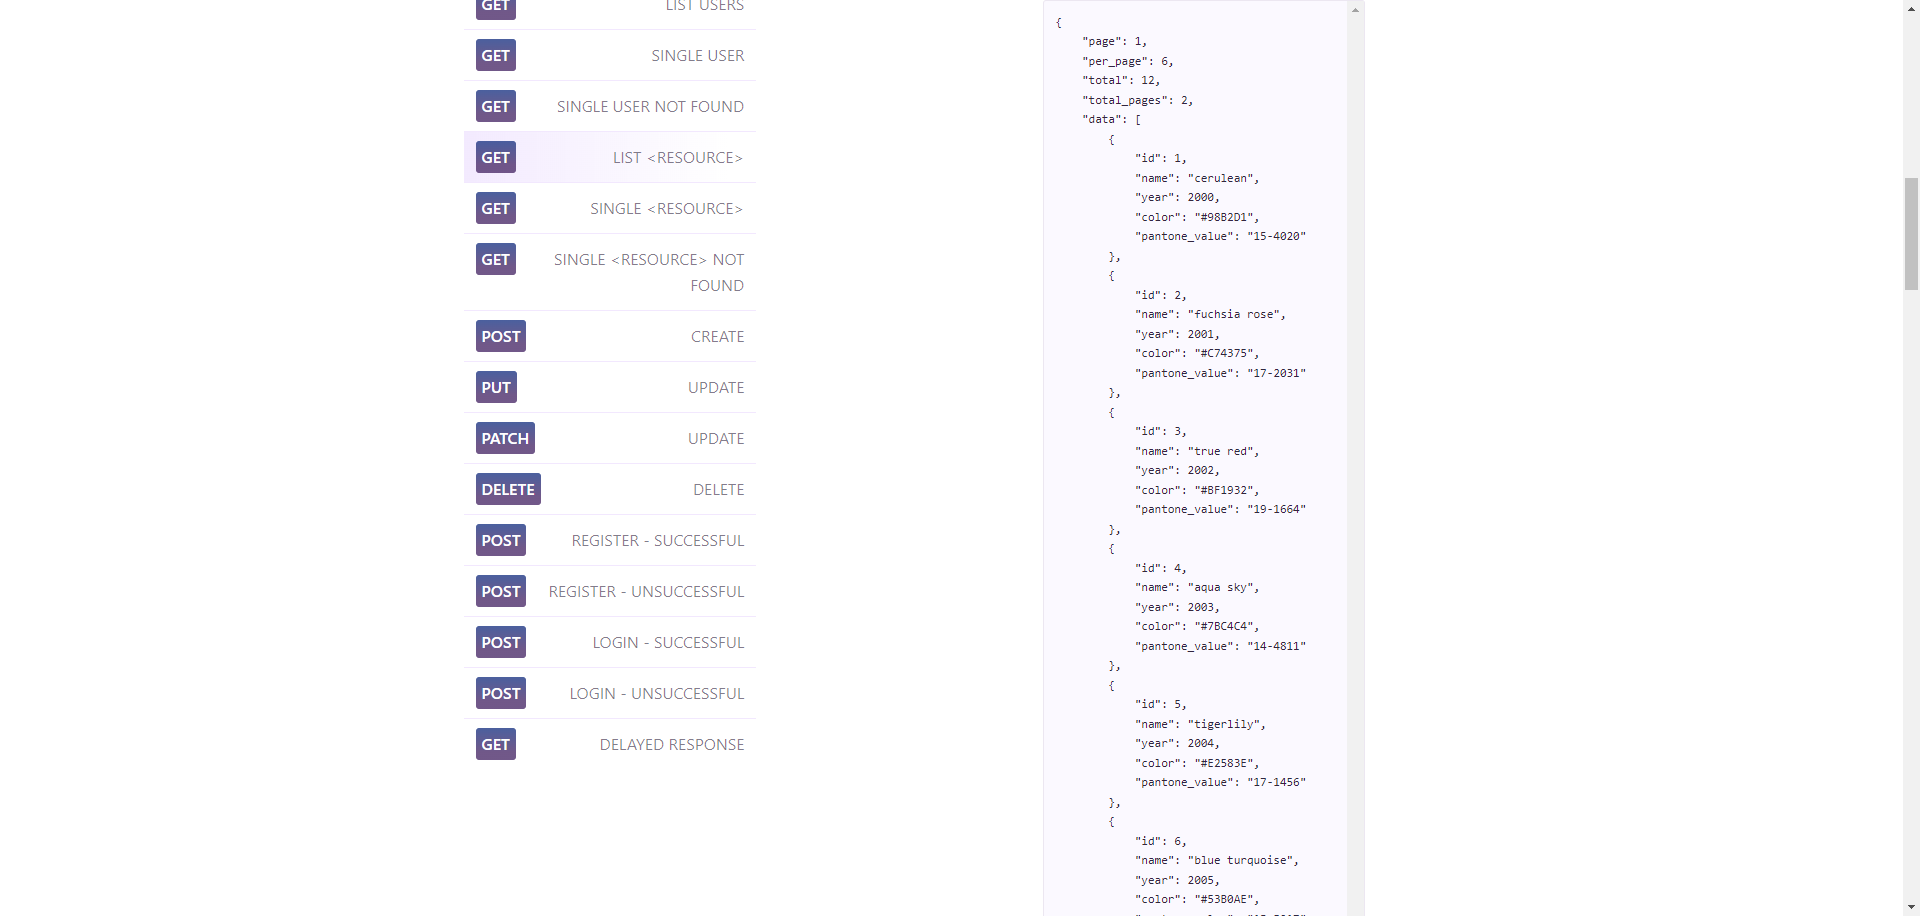 GET LIST USERS
GET SINGLE USER
GET SINGLE USER NOT FOUND
GET LIST <RESOURCE>
GET SINGLE <RESOURCE>
GET SINGLE <RESOURCE> NOT
FOUND
POST CREATE
PUT UPDATE
PATCH UPDATE
DELETE DELETE
POST REGISTER - SUCCESSFUL
POST REGISTER - UNSUCCESSFUL
POST LOGIN - SUCCESSFUL
POST LOGIN - UNSUCCESSFUL
GET DELAYED RESPONSE
{
    "page": 1,
    "per_page": 6,
    "total": 12,
    "total_pages": 2,
    "data": [
        {
            "id": 1,
            "name": "cerulean",
            "year": 2000,
            "color": "#98B2D1",
            "pantone_value": "15-4020"
        },
        {
            "id": 2,
            "name": "fuchsia rose",
            "year": 2001,
            "color": "#C74375",
            "pantone_value": "17-2031"
        },
        {
            "id": 3,
            "name": "true red",
            "year": 2002,
            "color": "#BF1932",
            "pantone_value": "19-1664"
        },
        {
            "id": 4,
            "name": "aqua sky",
            "year": 2003,
            "color": "#7BC4C4",
            "pantone_value": "14-4811"
        },
        {
            "id": 5,
            "name": "tigerlily",
            "year": 2004,
            "color": "#E2583E",
            "pantone_value": "17-1456"
        },
        {
            "id": 6,
            "name": "blue turquoise",
            "year": 2005,
            "color": "#53B0AE",